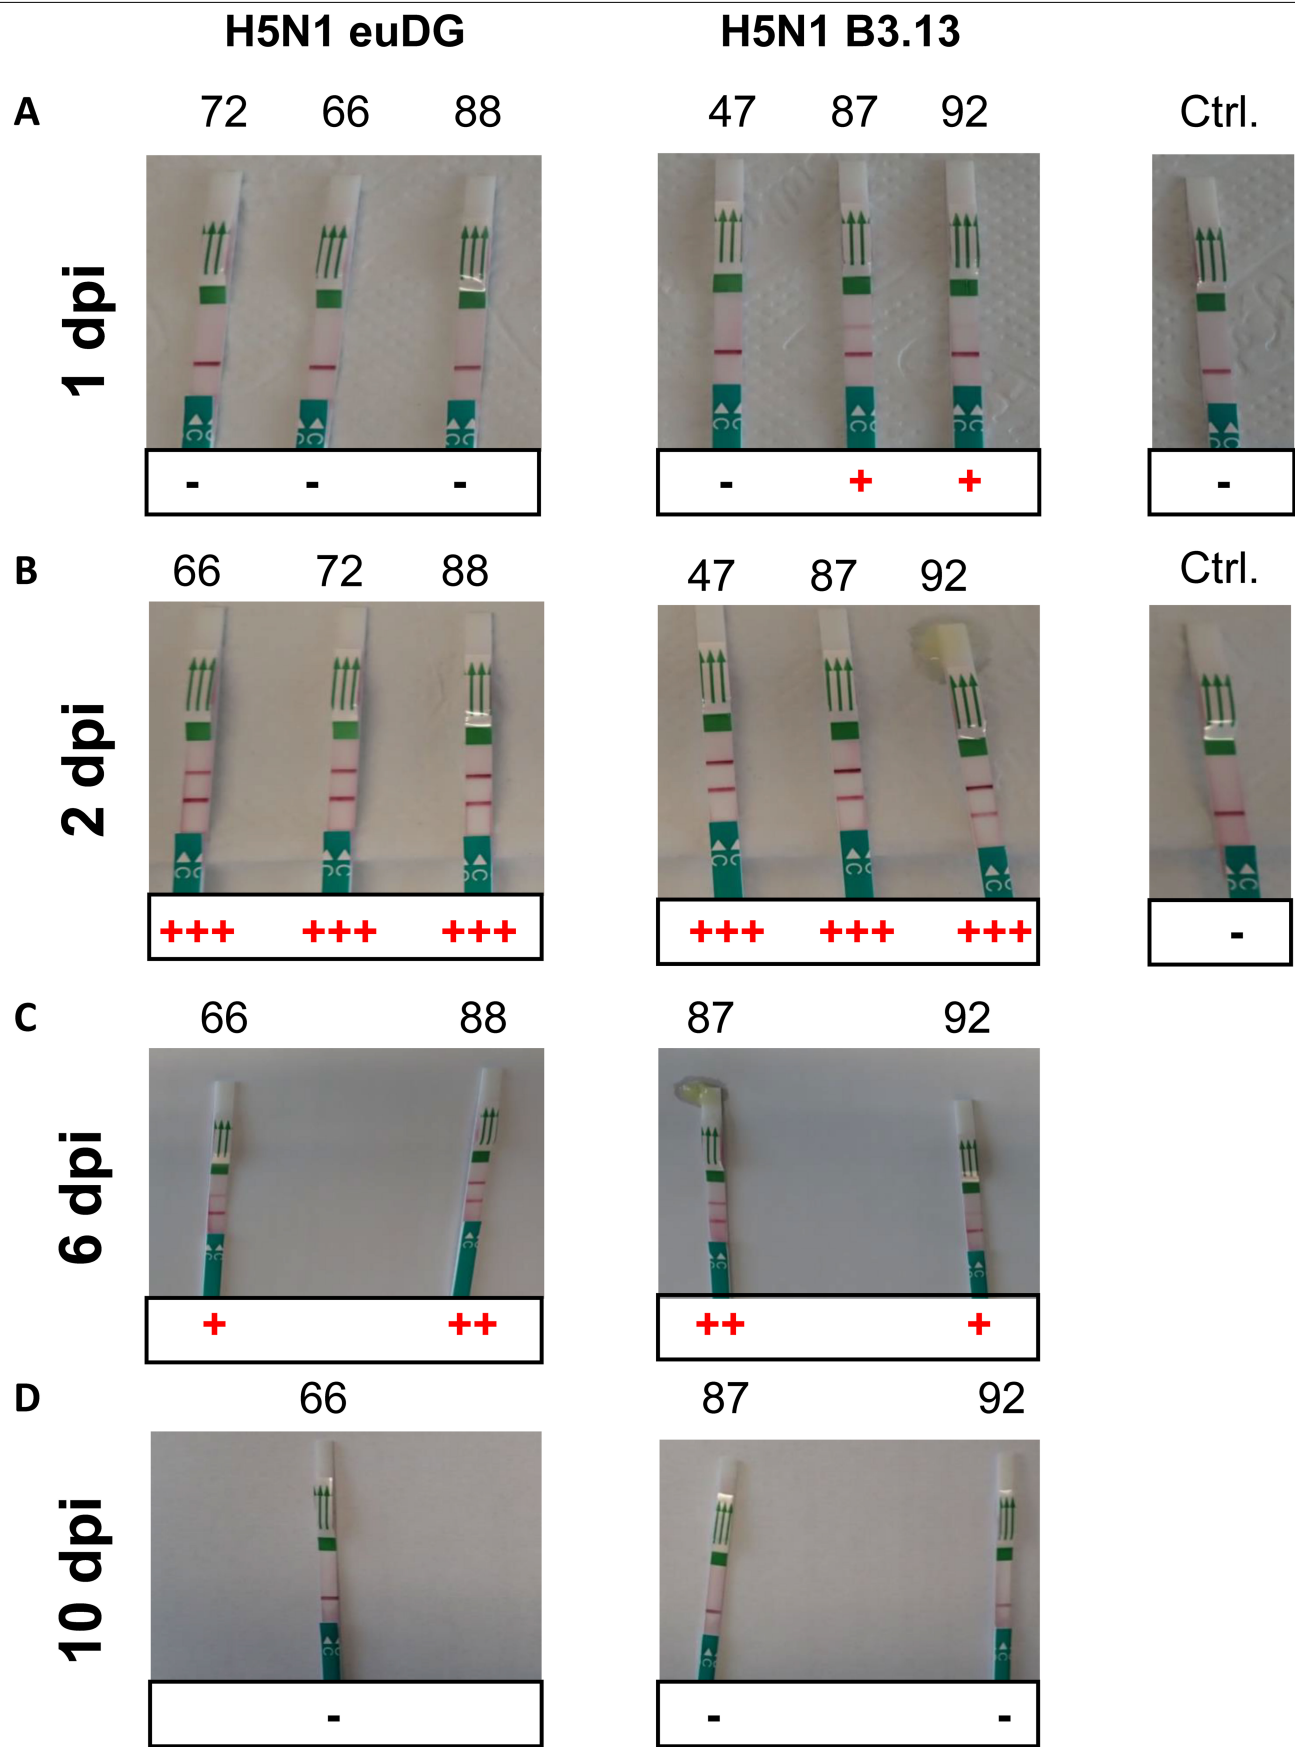 H5N1 euDG H5N1 B3.13
A 72 66 88 47 87 92 Ctrl.
1 dpi
C C C C C C C
- - - - + + -
B 66 72 88 47 87 92 Ctrl.
2 dpi
C C C C C C C
+++ +++ +++ +++ +++ +++ -
C 66 88 87 92
6 dpi
C C C C
+ ++ ++ +
D 66 87 92
10 dpi
C C C
- - -